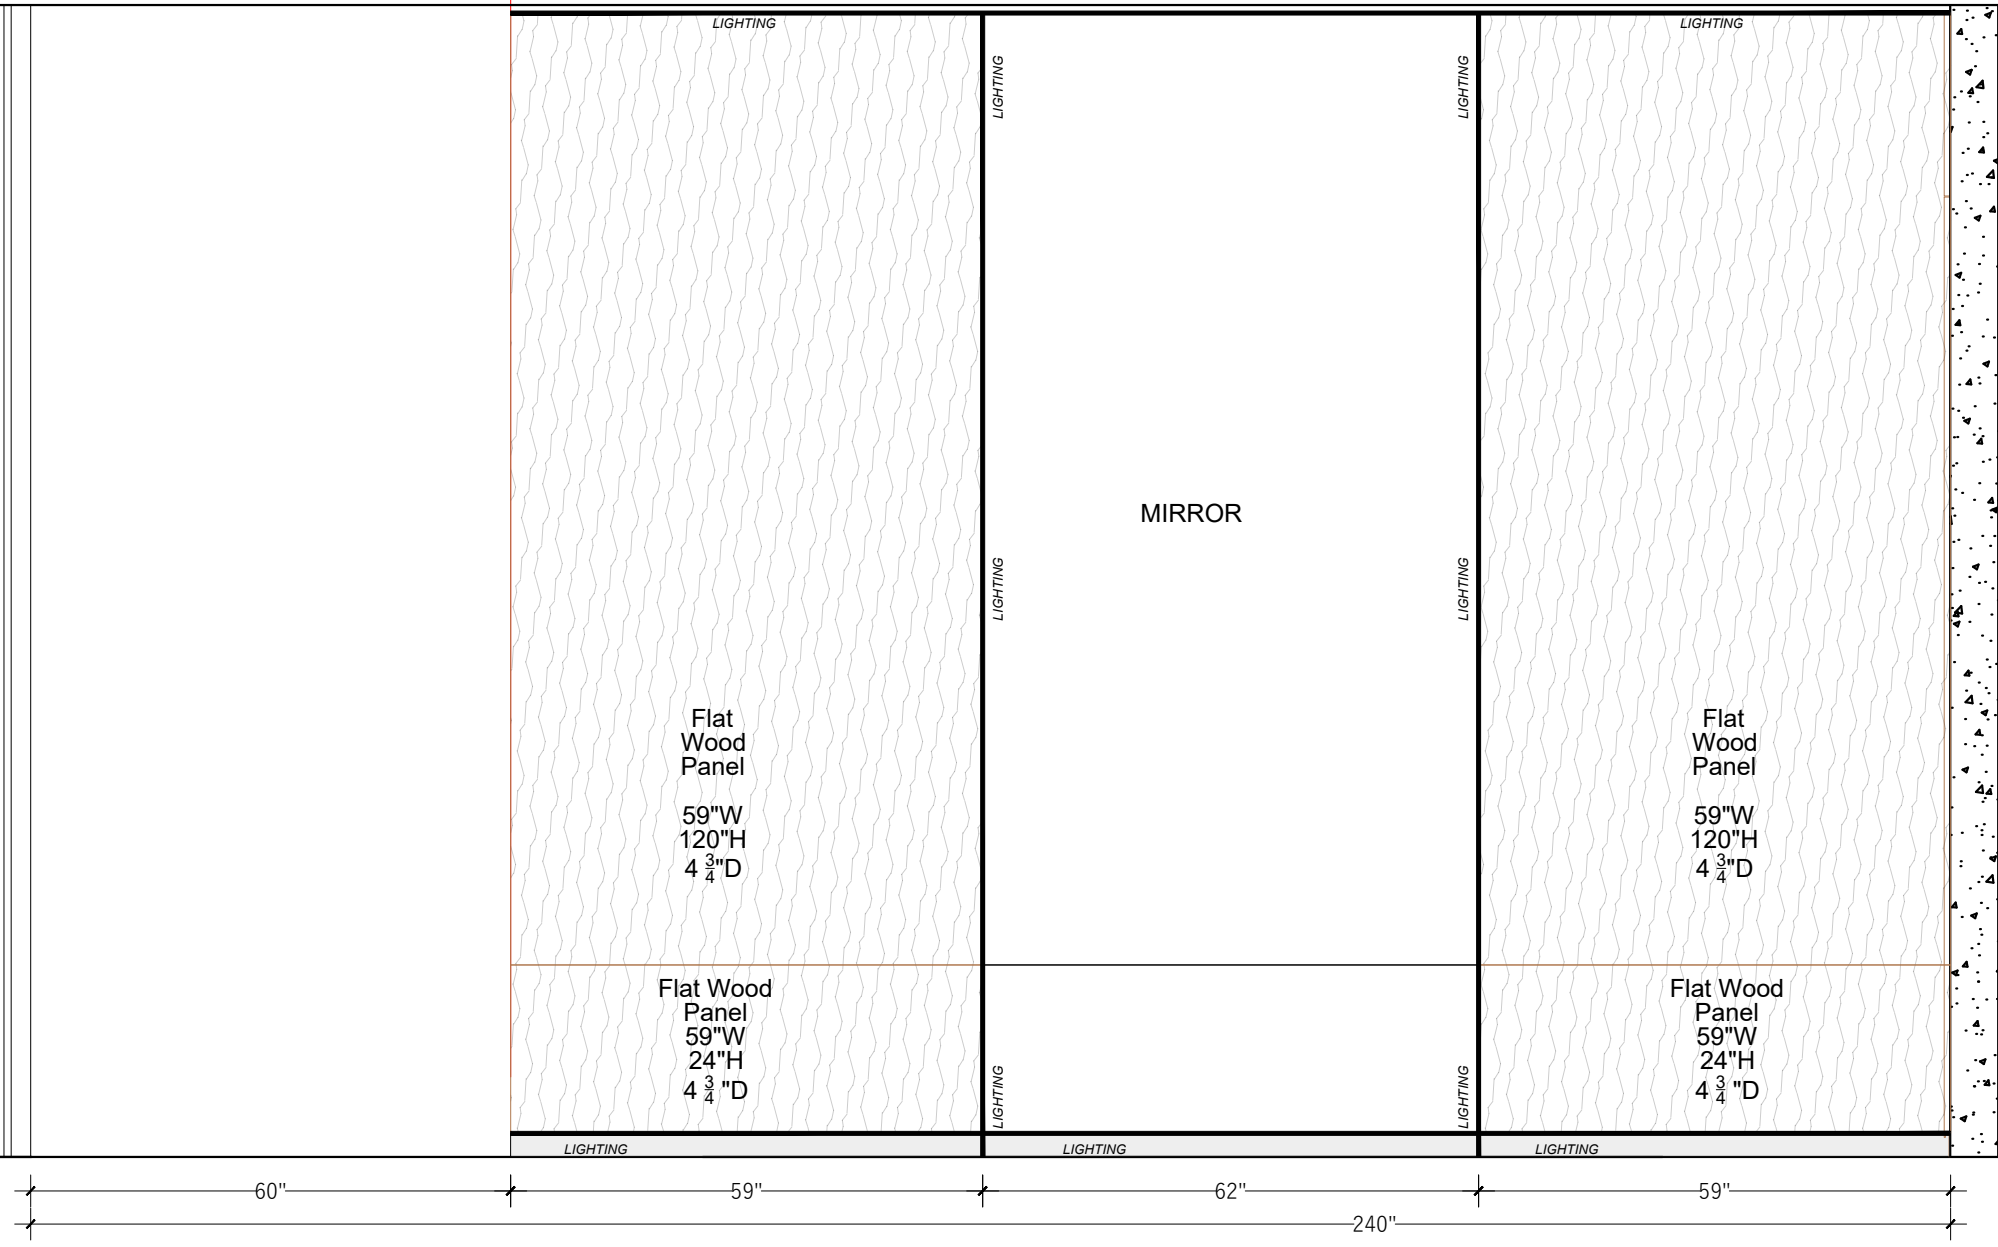 LIGHTING
LIGHTING
LIGHTING
LIGHTING
MIRROR
LIGHTING
LIGHTING
Flat
Wood
Panel
59"W
120"H
4 3/4"D
Flat
Wood
Panel
59"W
120"H
4 3/4"D
Flat Wood
Panel
59"W
24"H
4 3/4 "D
Flat Wood
Panel
59"W
24"H
4 3/4 "D
LIGHTING
LIGHTING
LIGHTING
LIGHTING
LIGHTING
60"
59"
62"
59"
240"